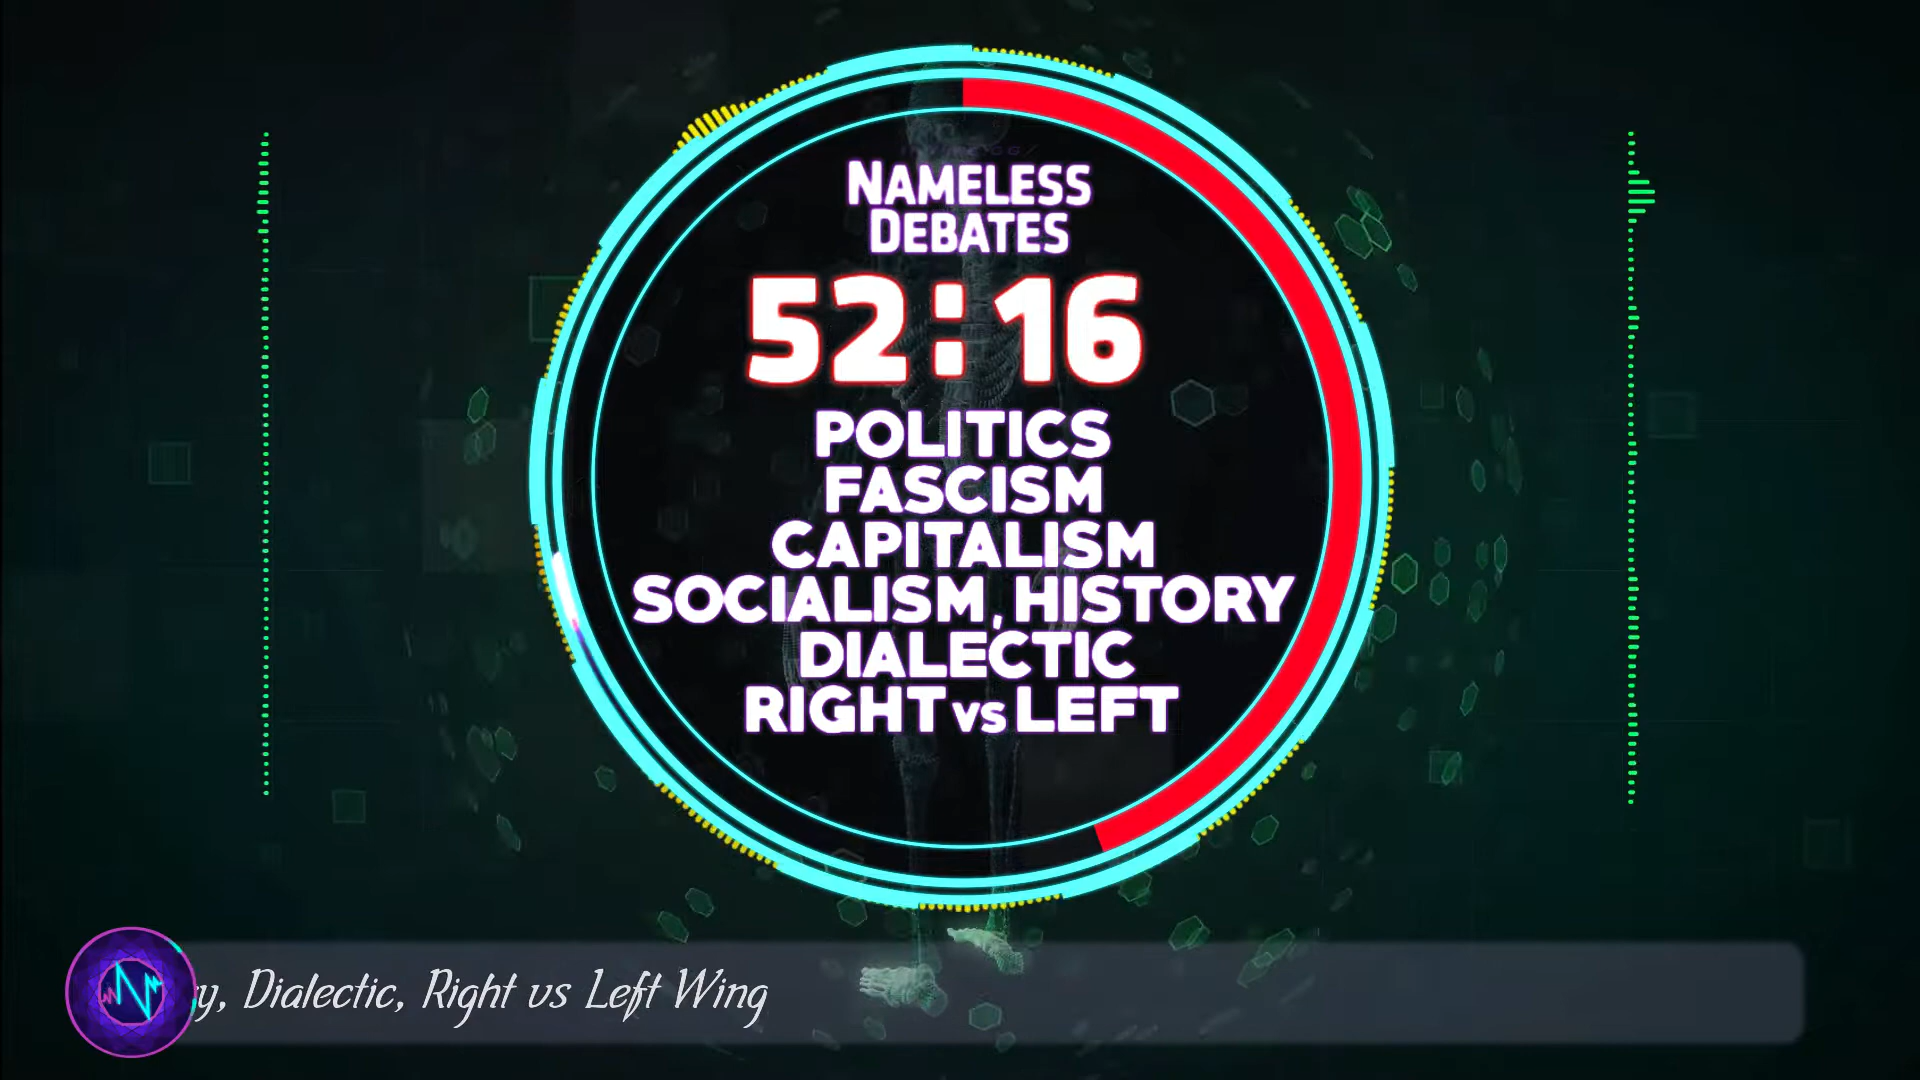 NAMELESS
DEBATES
52:16
POLITICS
FASCISM
CAPITALISM
SOCIALISM, HISTORY
DIALECTIC
RIGHT VS LEFT
y, Dialectic, Right vs Left Wing